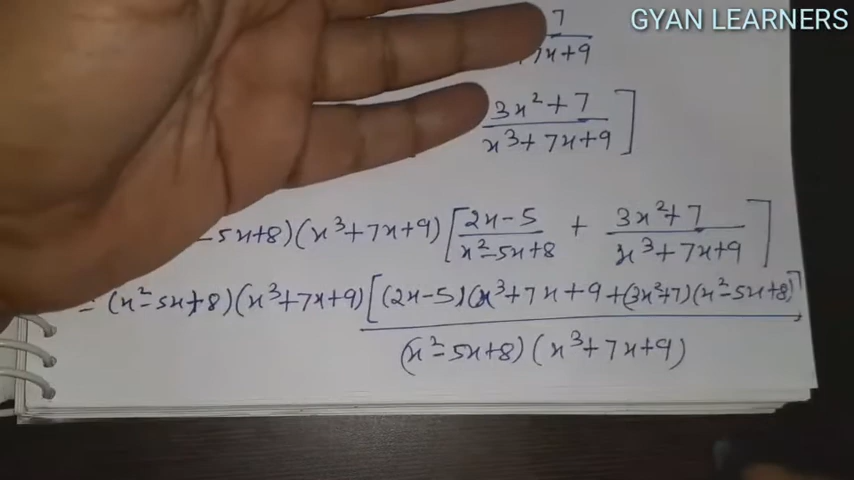 GYAN LEARNERS
7
7x+9
3x²+7 ]
x³+7x+9
-5x+8)(x³+7x+9)[ 2x-5 + 3x²+7 ]
x²-5x+8 x³+7x+9
= (x²-5x+8)(x³+7x+9)[(2x-5)(x³+7x+9+(3x²+7)(x²-5x+8)]
(x²-5x+8)(x³+7x+9)